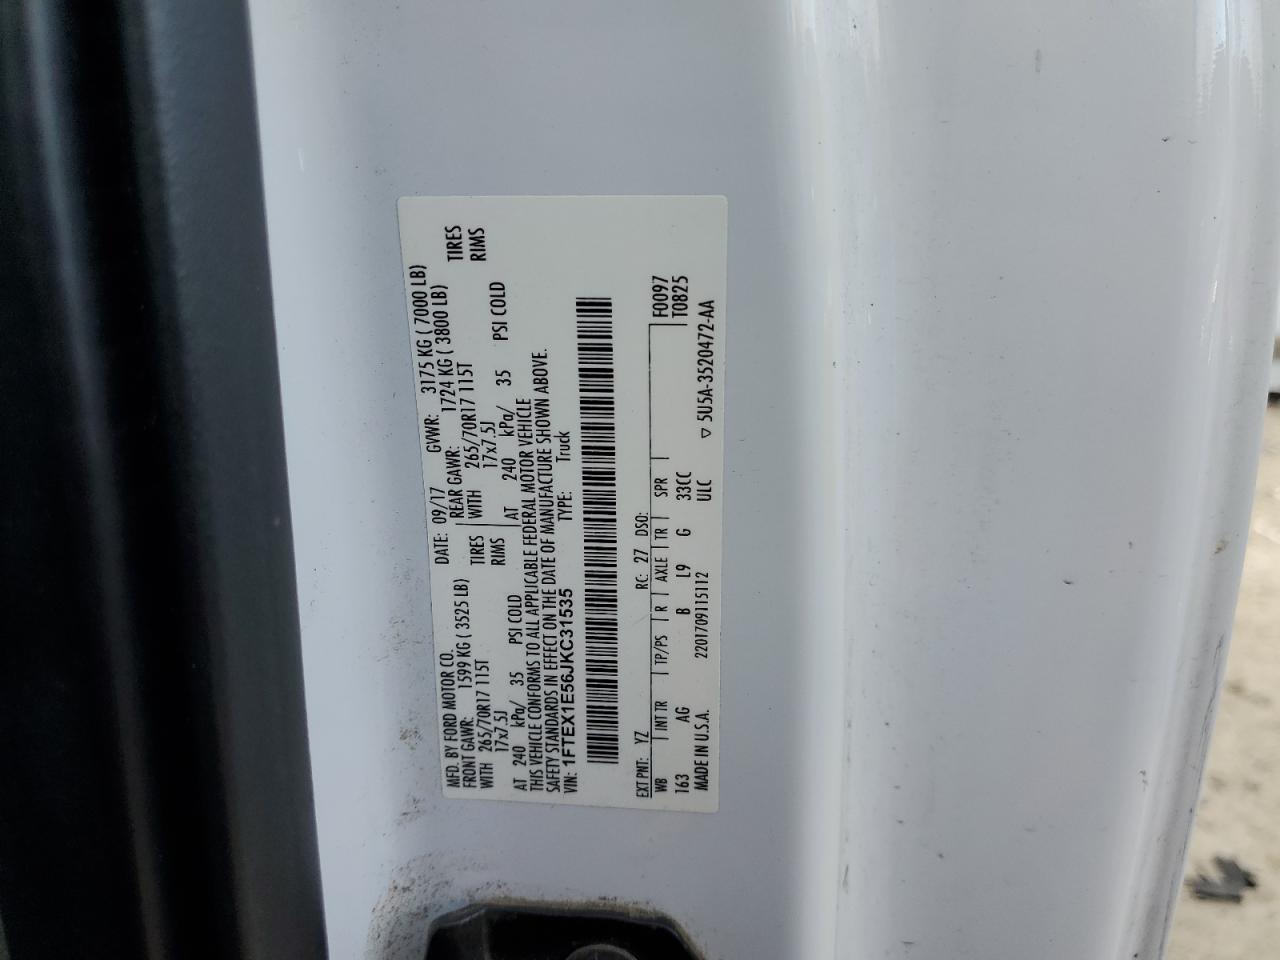 MFD. BY FORD MOTOR CO. DATE: 09/17 GVWR: 3175 KG ( 7000 LB)
FRONT GAWR: 1599 KG ( 3525 LB) REAR GAWR: 1724 KG ( 3800 LB)
WITH 265/70R17 115T TIRES WITH 265/70R17 115T TIRES
17x7.5J RIMS 17x7.5J RIMS
AT 240 kPa/ 35 PSI COLD AT 240 kPa/ 35 PSI COLD
THIS VEHICLE CONFORMS TO ALL APPLICABLE FEDERAL MOTOR VEHICLE
SAFETY STANDARDS IN EFFECT ON THE DATE OF MANUFACTURE SHOWN ABOVE.
VIN: 1FTEX1E56JKC31535 TYPE: Truck
EXT PNT: YZ RC: 27 DSO: F0097
WB INT TR TP/PS R AXLE TR SPR T0825
163 AG B L9 G 33CC
MADE IN U.S.A. 2201709115112 ULC ▽ 5U5A-3520472-AA